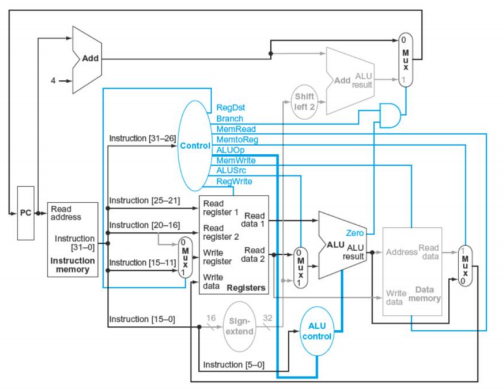 Add
4
0
Mux
1
Add
ALU
result
Shift
left 2
RegDst
Branch
MemRead
MemtoReg
ALUOp
MemWrite
ALUSrc
RegWrite
Instruction [31–26]
Control
PC
Read
address
Instruction
[31–0]
Instruction
memory
Instruction [25–21]
Instruction [20–16]
Instruction [15–11]
0
Mux
1
Read
register 1
Read
register 2
Write
register
Write
data
Read
data 1
Read
data 2
Registers
0
Mux
1
Zero
ALU
ALU
result
Address
Read
data
Write
data
Data
memory
1
Mux
0
Instruction [15–0]
16
Sign-
extend
32
ALU
control
Instruction [5–0]